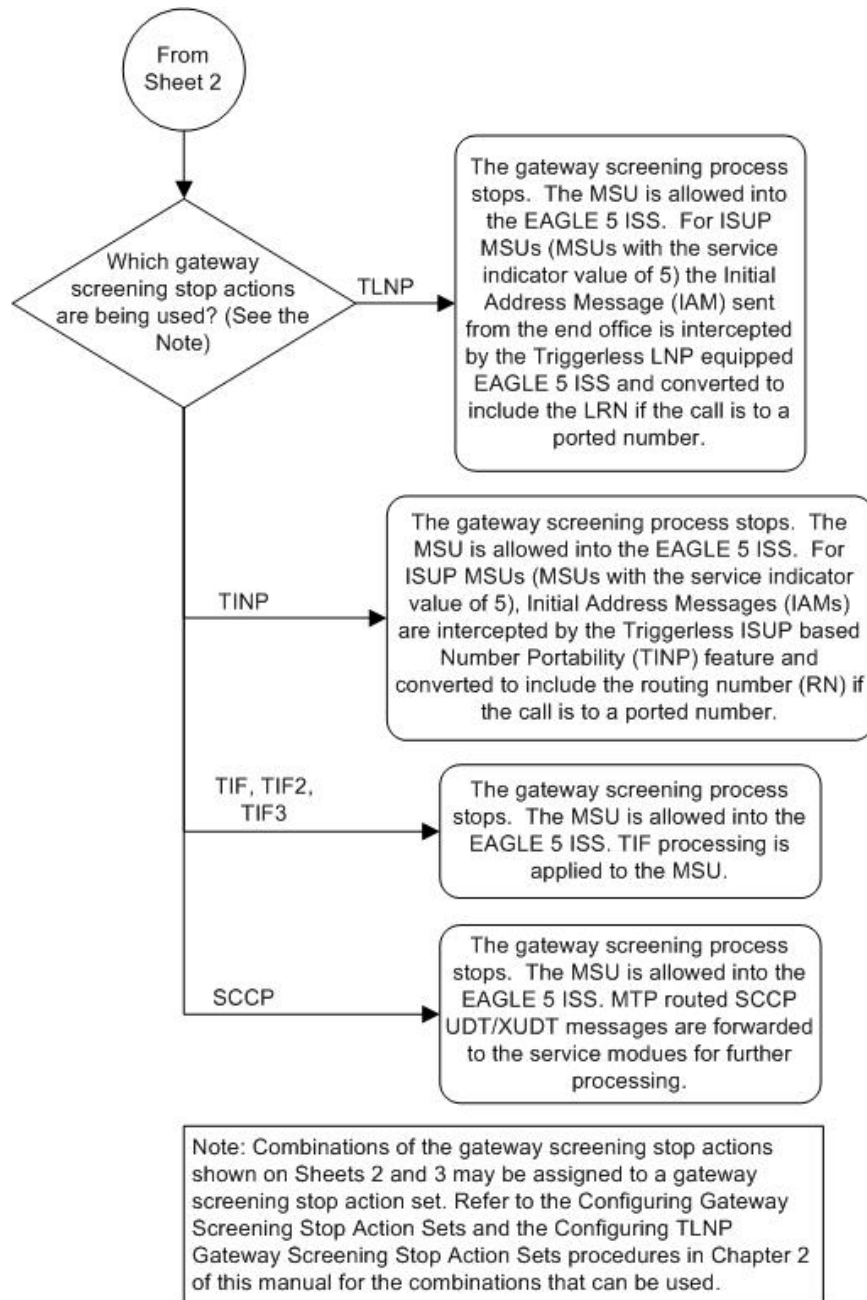 From
Sheet 2
Which gateway
screening stop actions
are being used? (See the
Note)
TLNP
The gateway screening process
stops.  The MSU is allowed into
the EAGLE 5 ISS.  For ISUP
MSUs (MSUs with the service
indicator value of 5) the Initial
Address Message (IAM) sent
from the end office is intercepted
by the Triggerless LNP equipped
EAGLE 5 ISS and converted to
include the LRN if the call is to a
ported number.
TINP
The gateway screening process stops.  The
MSU is allowed into the EAGLE 5 ISS.  For
ISUP MSUs (MSUs with the service indicator
value of 5), Initial Address Messages (IAMs)
are intercepted by the Triggerless ISUP based
Number Portability (TINP) feature and
converted to include the routing number (RN) if
the call is to a ported number.
TIF, TIF2,
TIF3
The gateway screening process
stops.  The MSU is allowed into the
EAGLE 5 ISS. TIF processing is
applied to the MSU.
SCCP
The gateway screening process
stops.  The MSU is allowed into the
EAGLE 5 ISS. MTP routed SCCP
UDT/XUDT messages are forwarded
to the service modues for further
processing.
Note: Combinations of the gateway screening stop actions
shown on Sheets 2 and 3 may be assigned to a gateway
screening stop action set. Refer to the Configuring Gateway
Screening Stop Action Sets and the Configuring TLNP
Gateway Screening Stop Action Sets procedures in Chapter 2
of this manual for the combinations that can be used.